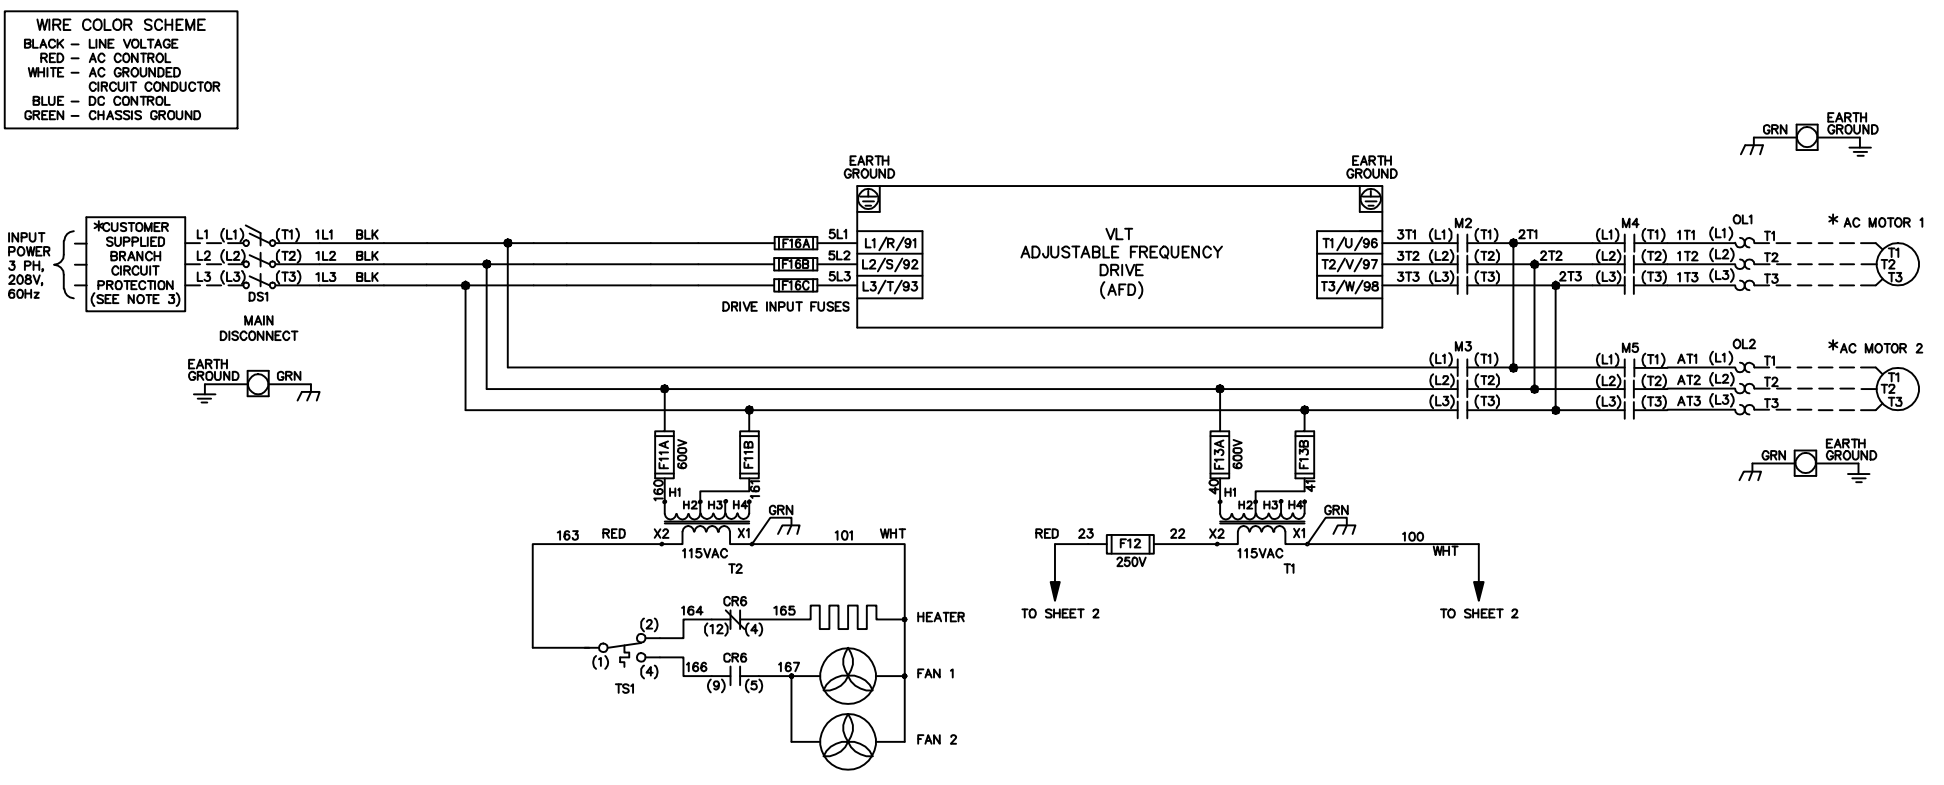 WIRE COLOR SCHEME
BLACK – LINE VOLTAGE
RED – AC CONTROL
WHITE – AC GROUNDED
CIRCUIT CONDUCTOR
BLUE – DC CONTROL
GREEN – CHASSIS GROUND
INPUT
POWER
3 PH,
208V,
60Hz
*CUSTOMER
SUPPLIED
BRANCH
CIRCUIT
PROTECTION
(SEE NOTE 3)
L1 (L1) (T1) 1L1 BLK
L2 (L2) (T2) 1L2 BLK
L3 (L3) (T3) 1L3 BLK
DS1
MAIN
DISCONNECT
EARTH
GROUND
GRN
F16A 5L1
F16B 5L2
F16C 5L3
DRIVE INPUT FUSES
EARTH
GROUND
L1/R/91
L2/S/92
L3/T/93
VLT
ADJUSTABLE FREQUENCY
DRIVE
(AFD)
EARTH
GROUND
T1/U/96
T2/V/97
T3/W/98
M2
3T1 (L1) (T1) 2T1
3T2 (L2) (T2) 2T2
3T3 (L3) (T3) 2T3
M4
(L1) (T1) 1T1 (L1) T1
(L2) (T2) 1T2 (L2) T2
(L3) (T3) 1T3 (L3) T3
OL1
* AC MOTOR 1
T1
T2
T3
GRN
EARTH
GROUND
M3
(L1) (T1)
(L2) (T2)
(L3) (T3)
M5
(L1) (T1) AT1 (L1) T1
(L2) (T2) AT2 (L2) T2
(L3) (T3) AT3 (L3) T3
OL2
*AC MOTOR 2
T1
T2
T3
GRN
EARTH
GROUND
F11A
600V
F11B
160
161
H1
H2 H3 H4
GRN
163 RED X2
X1
101 WHT
115VAC
T2
F13A
600V
F13B
40
41
H1
H2 H3 H4
GRN
RED 23 F12 22 X2
250V
X1
100
WHT
115VAC
T1
TO SHEET 2
TO SHEET 2
164 CR6 165
(12) (4)
HEATER
(2)
(1)
(4)
TS1
166 CR6 167
(9) (5)
FAN 1
FAN 2